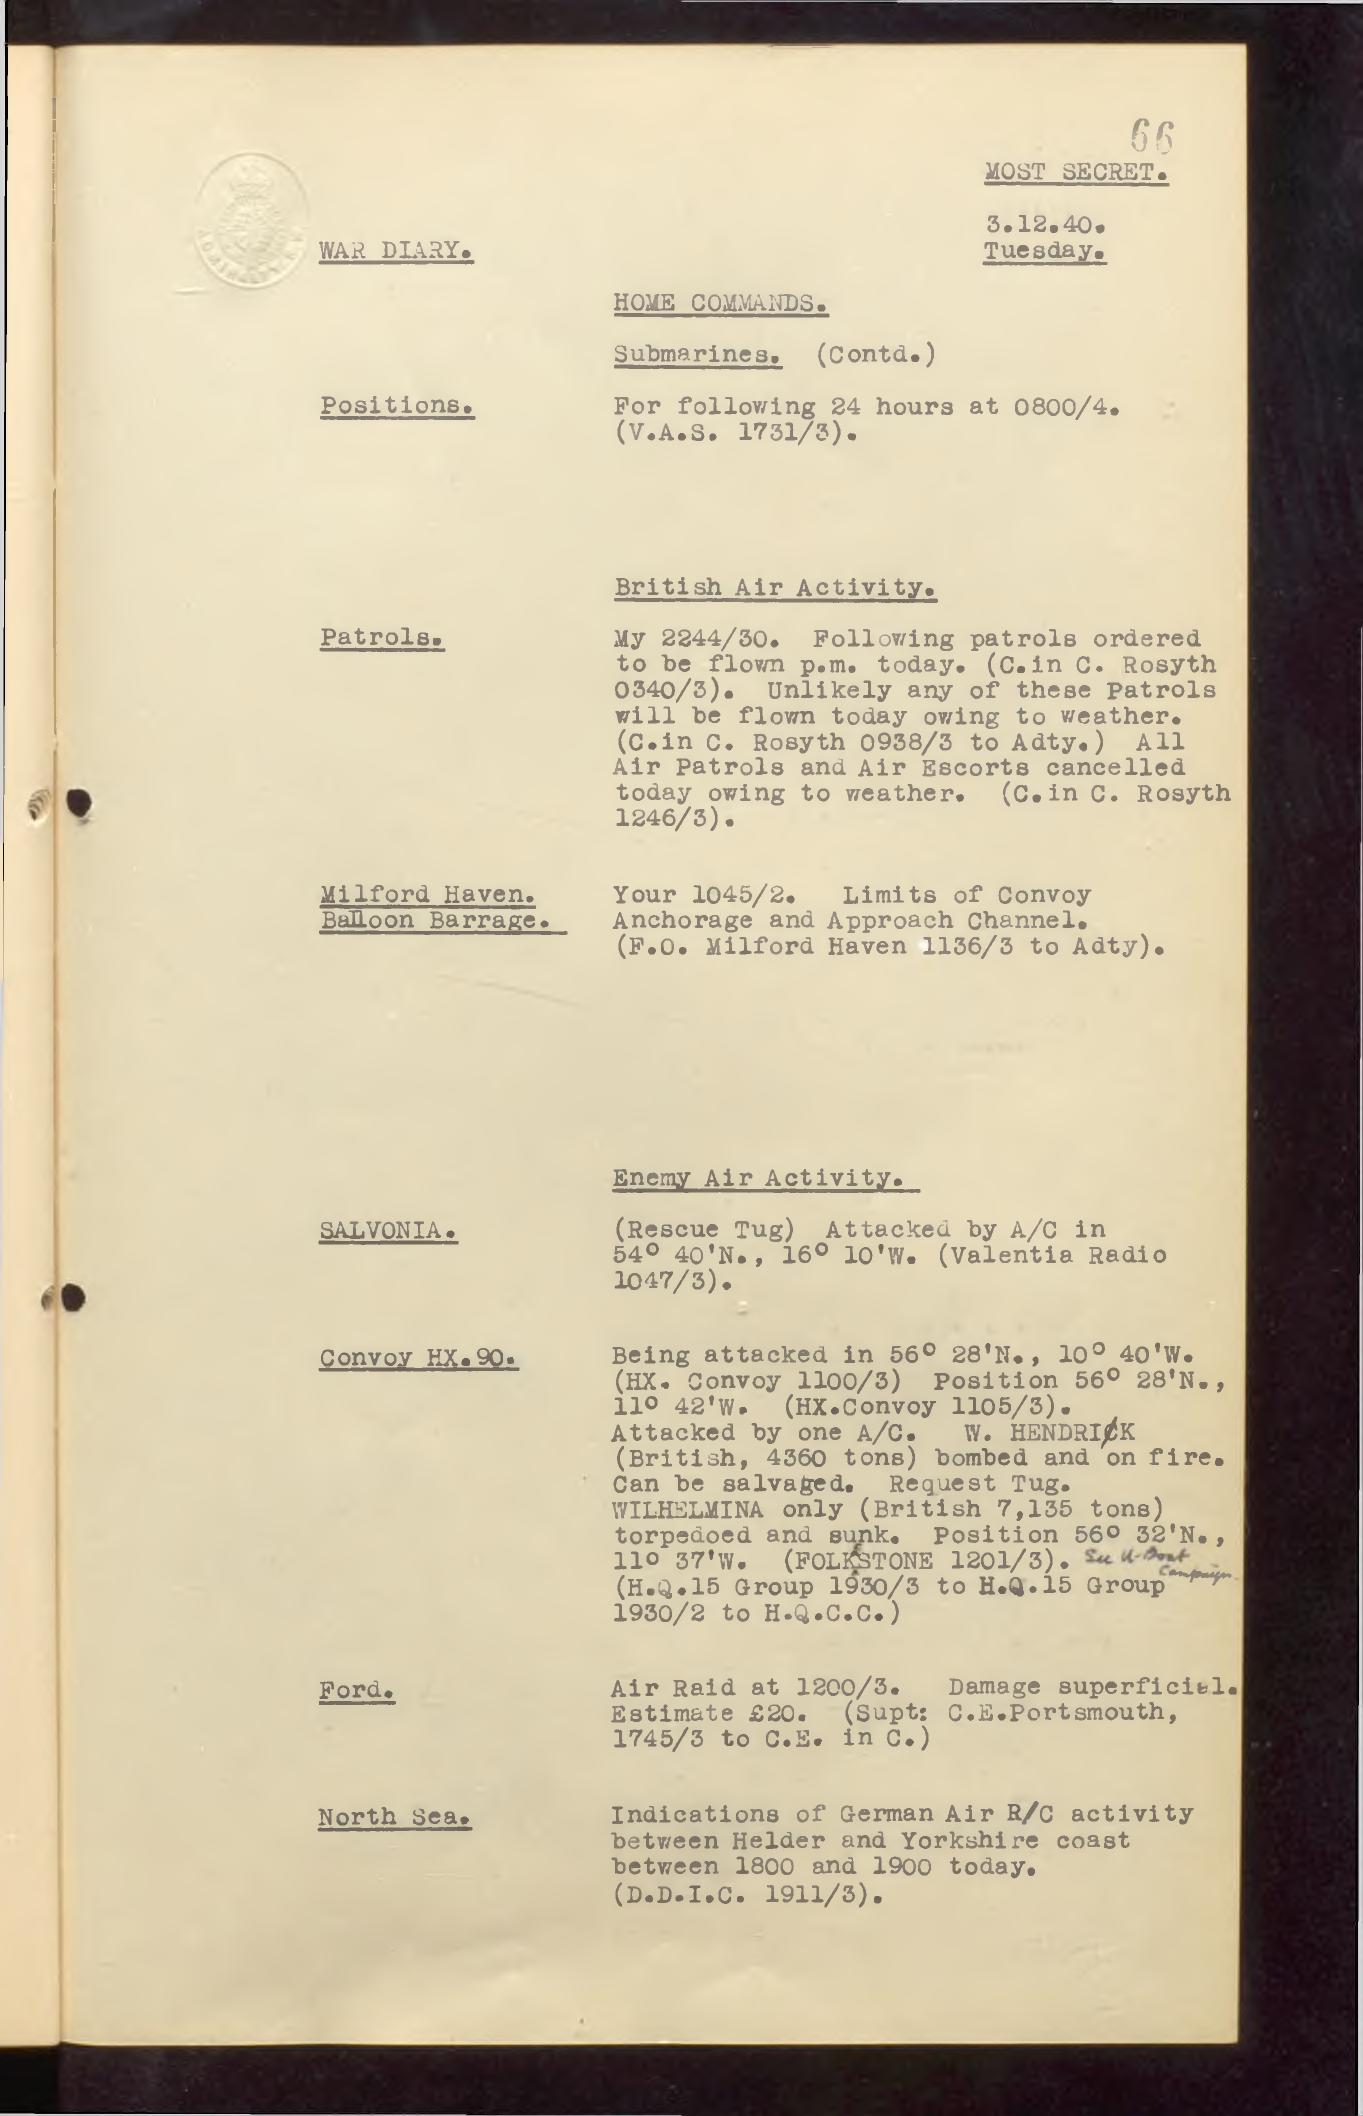 66
MOST SECRET.
3.12.40.
WAR DIARY. Tuesday.
HOME COMMANDS.
Submarines. (Contd.)
Positions. For following 24 hours at 0800/4.
(V.A.S. 1731/3).
British Air Activity.
Patrols. My 2244/30. Following patrols ordered
to be flown p.m. today. (C.in C. Rosyth
0340/3). Unlikely any of these Patrols
will be flown today owing to weather.
(C.in C. Rosyth 0938/3 to Adty.) All
Air Patrols and Air Escorts cancelled
today owing to weather. (C.in C. Rosyth
1246/3).
Milford Haven. Your 1045/2. Limits of Convoy
Balloon Barrage. Anchorage and Approach Channel.
(F.O. Milford Haven 1136/3 to Adty).
Enemy Air Activity.
SALVONIA. (Rescue Tug) Attacked by A/C in
54° 40'N., 16° 10'W. (Valentia Radio
1047/3).
Convoy HX.90. Being attacked in 56° 28'N., 10° 40'W.
(HX. Convoy 1100/3) Position 56° 28'N.,
11° 42'W. (HX.Convoy 1105/3).
Attacked by one A/C. W. HENDRICK
(British, 4360 tons) bombed and on fire.
Can be salvaged. Request Tug.
WILHELMINA only (British 7,135 tons)
torpedoed and sunk. Position 56° 32'N.,
11° 37'W. (FOLKESTONE 1201/3). See U-Boat
Campaign.
(H.Q.15 Group 1930/3 to H.Q.15 Group
1930/2 to H.Q.C.C.)
Ford. Air Raid at 1200/3. Damage superficial.
Estimate £20. (Supt: C.E.Portsmouth,
1745/3 to C.E. in C.)
North Sea. Indications of German Air R/C activity
between Helder and Yorkshire coast
between 1800 and 1900 today.
(D.D.I.C. 1911/3).